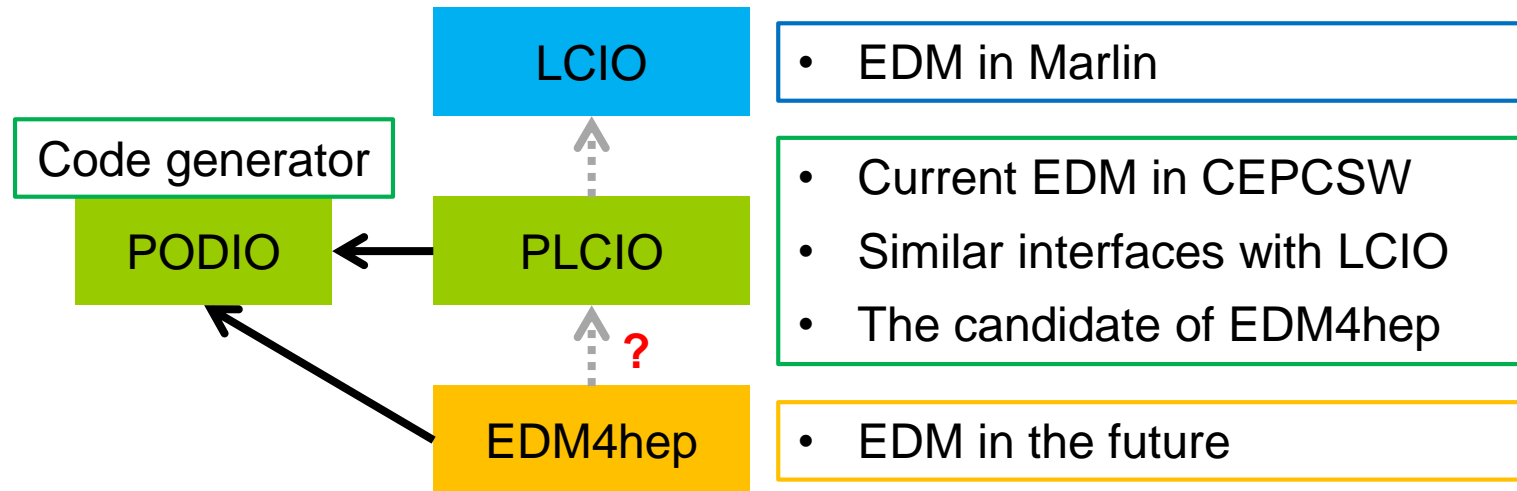 LCIO
• EDM in Marlin
Code generator
PODIO
PLCIO
• Current EDM in CEPCSW
• Similar interfaces with LCIO
• The candidate of EDM4hep
?
EDM4hep
• EDM in the future